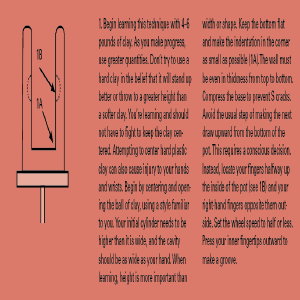 1B
1A
1. Begin learning this technique with 4-6
pounds of clay. As you make progress,
use greater quantities. Don't try to use a
hard clay in the belief that it will stand up
better or throw to a greater height than
a softer clay. You're learning and should
not have to fight to keep the clay cen-
tered. Attempting to center hard plastic
clay can also cause injury to your hands
and wrists. Begin by centering and open-
ing the ball of clay, using a style familiar
to you. Your initial cylinder needs to be
higher than it is wide, and the cavity
should be as wide as your hand. When
learning, height is more important than
width or shape. Keep the bottom flat
and make the indentation in the corner
as small as possible (1A). The wall must
be even in thickness from top to bottom.
Compress the base to prevent S cracks.
Avoid the usual step of making the next
draw upward from the bottom of the
pot. This requires a conscious decision.
Instead, locate your fingers halfway up
the inside of the pot (see 1B) and your
right-hand fingers opposite them out-
side. Set the wheel speed to half or less.
Press your inner fingertips outward to
make a groove.